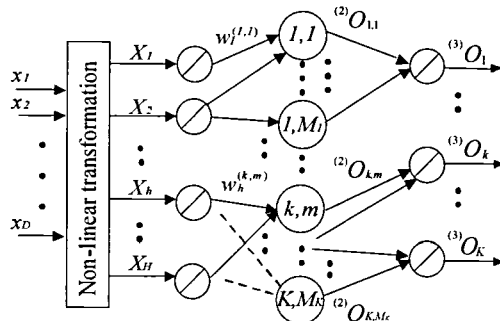 x1
x2
xD
Non-linear transformation
X1
X2
Xh
XH
w1(1,1)
wh(k,m)
1,1
1,M1
k,m
K,MK
(2)O1,1
(2)Ok,m
(2)OK,Mc
(3)O1
(3)Ok
(3)OK